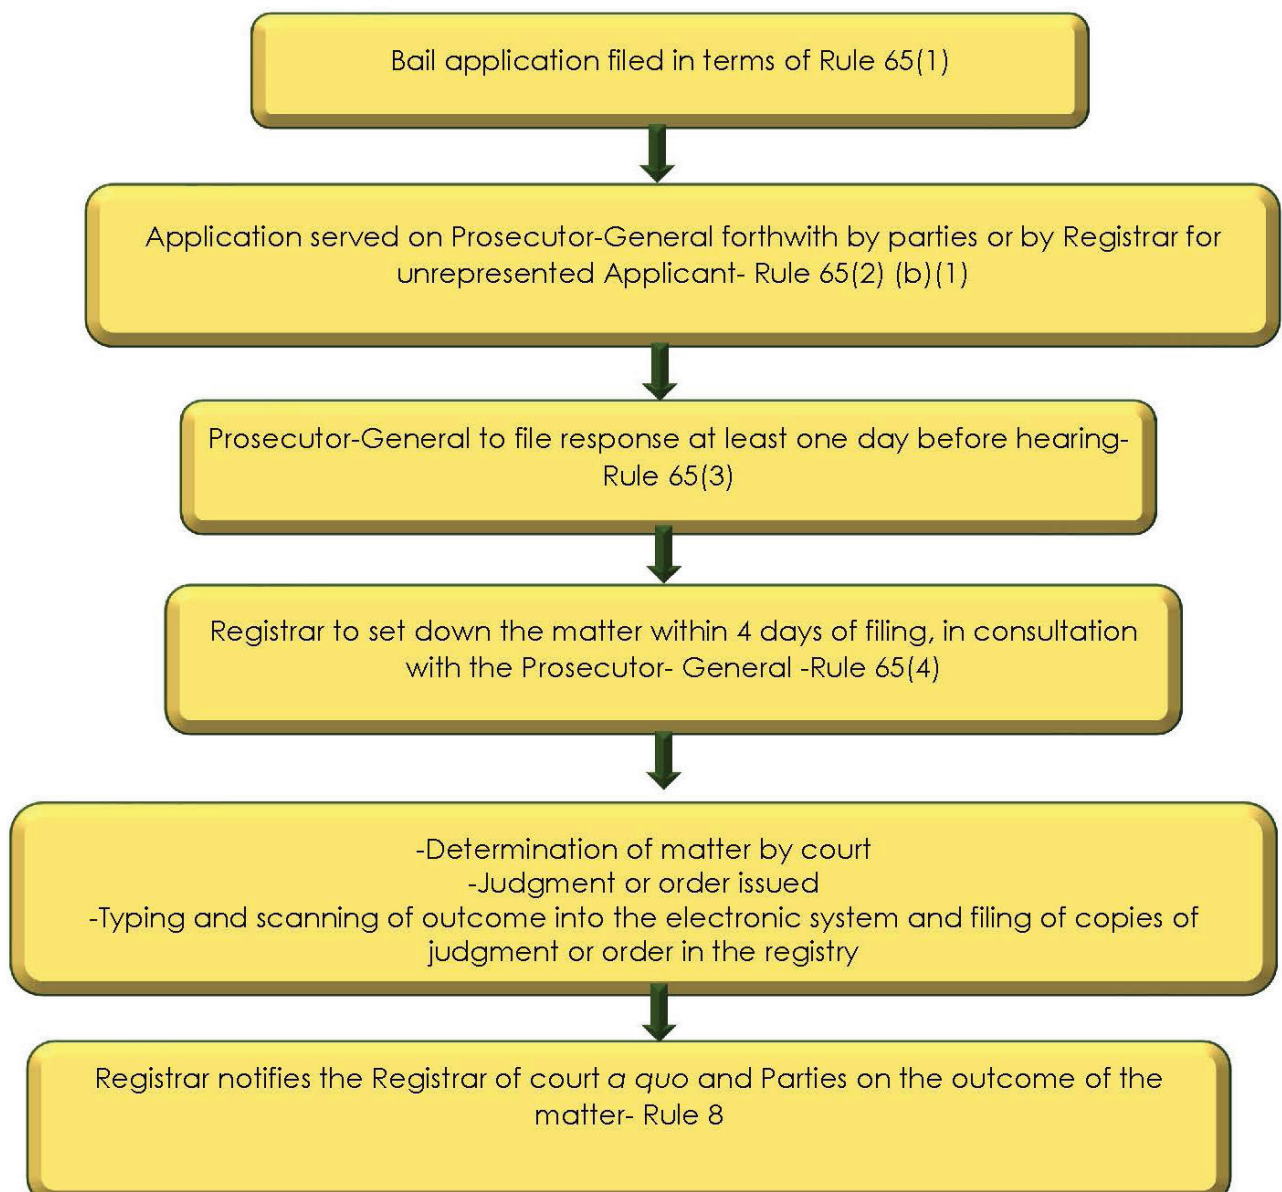 Bail application filed in terms of Rule 65(1)
Application served on Prosecutor-General forthwith by parties or by Registrar for
unrepresented Applicant- Rule 65(2) (b)(1)
Prosecutor-General to file response at least one day before hearing-
Rule 65(3)
Registrar to set down the matter within 4 days of filing, in consultation
with the Prosecutor- General -Rule 65(4)
-Determination of matter by court
-Judgment or order issued
-Typing and scanning of outcome into the electronic system and filing of copies of
judgment or order in the registry
Registrar notifies the Registrar of court a quo and Parties on the outcome of the
matter- Rule 8